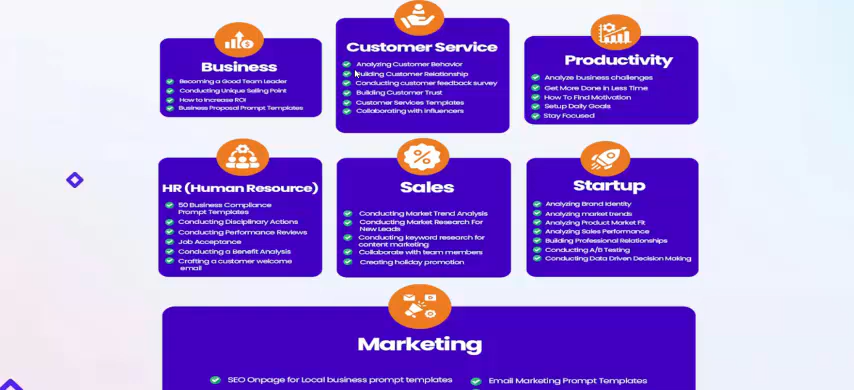 Business
Becoming a Good Team Leader
Conducting Unique Selling Point
How to Increase ROI
Business Proposal Prompt Templates
Customer Service
Analyzing Customer Behavior
Building Customer Relationship
Conducting customer feedback survey
Building Customer Trust
Customer Services Templates
Collaborating with influencers
Productivity
Analyze business challenges
Get More Done in Less Time
How To Find Motivation
Setup Daily Goals
Stay Focused
HR (Human Resource)
50 Business Compliance
Prompt Templates
Conducting Disciplinary Actions
Conducting Performance Reviews
Job Acceptance
Conducting a Benefit Analysis
Crafting a customer welcome
email
Sales
Conducting Market Trend Analysis
Conducting Market Research For
New Leads
Conducting keyword research for
content marketing
Collaborate with team members
Creating holiday promotion
Startup
Analyzing Brand Identity
Analyzing market trends
Analyzing Product Market Fit
Analyzing Sales Performance
Building Professional Relationships
Conducting A/B Testing
Conducting Data Driven Decision Making
Marketing
SEO Onpage for Local business prompt templates
Email Marketing Prompt Templates